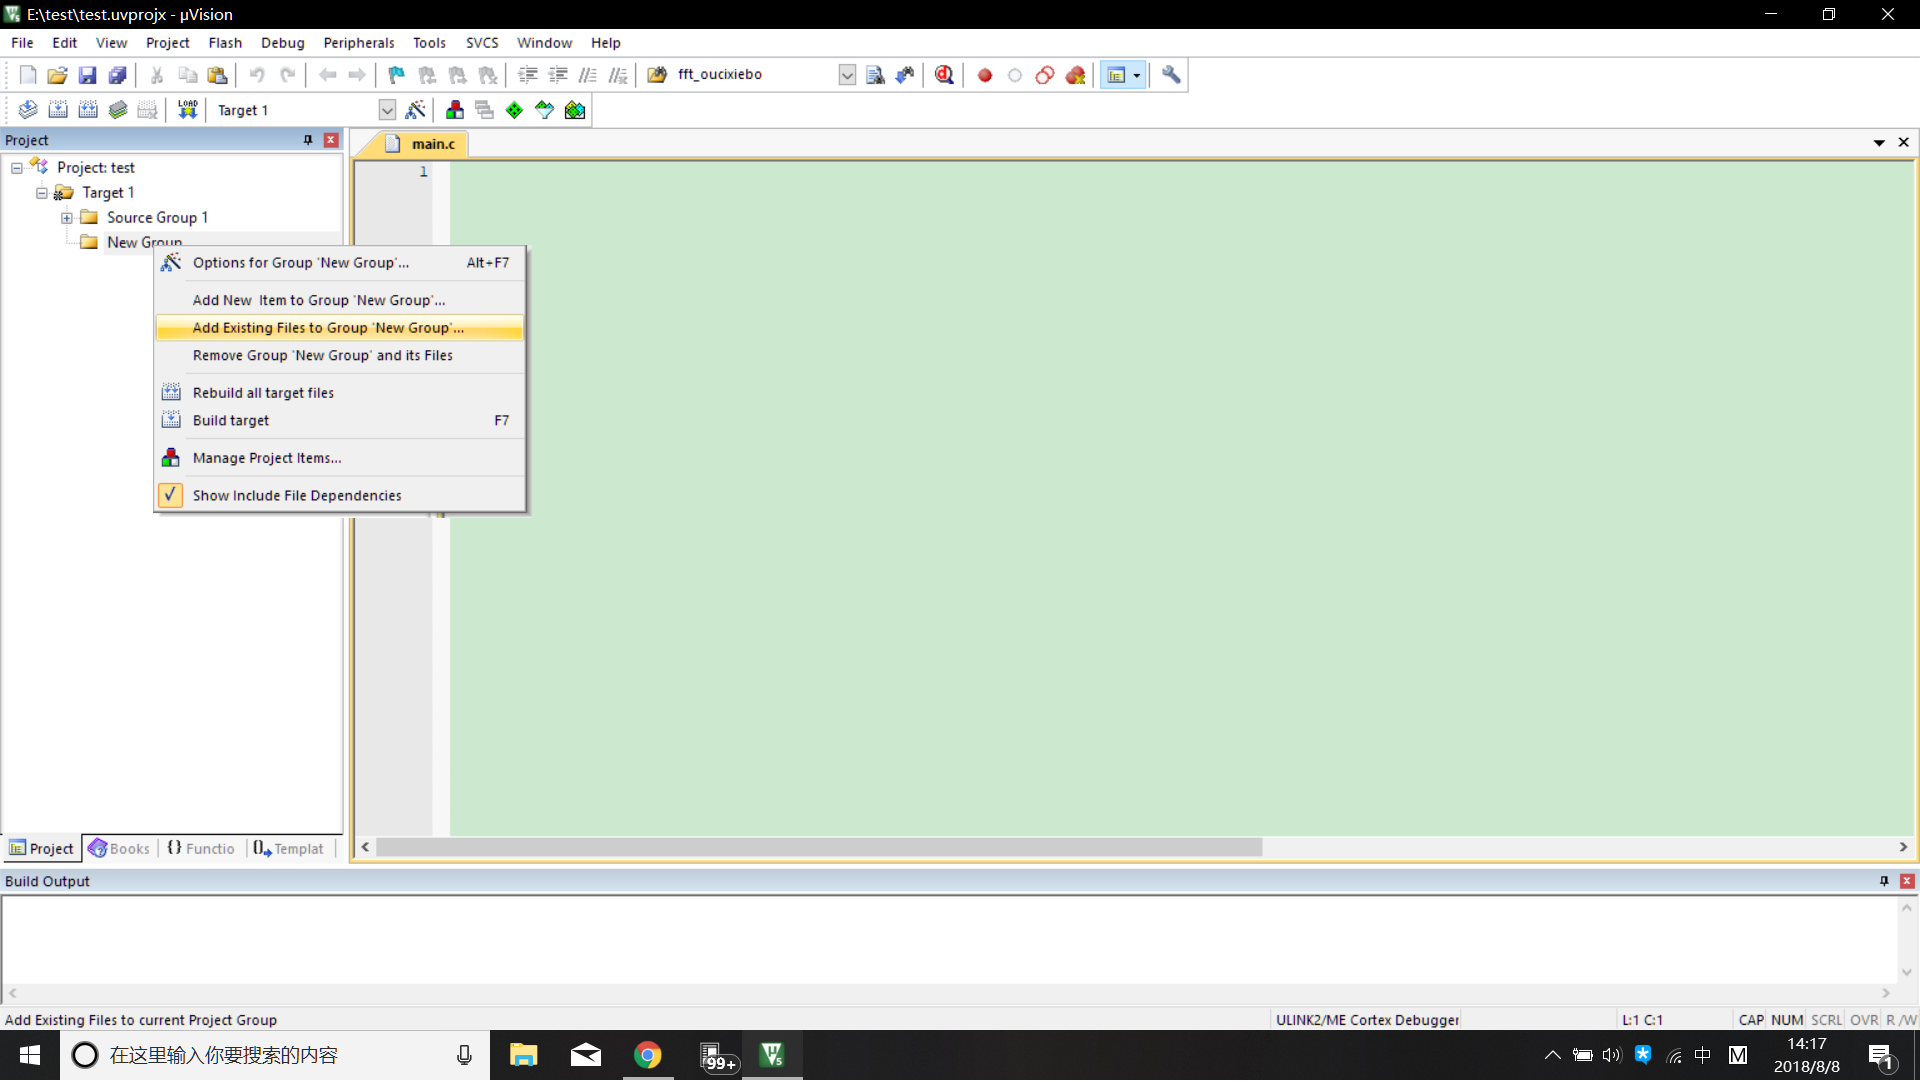 E:\test\test.uvprojx - µVision
File Edit View Project Flash Debug Peripherals Tools SVCS Window Help
fft_oucixiebo
LOAD Target 1
Project
main.c
1
Project: test
Target 1
Source Group 1
New Group
Options for Group 'New Group'... Alt+F7
Add New  Item to Group 'New Group'...
Add Existing Files to Group 'New Group'...
Remove Group 'New Group' and its Files
Rebuild all target files
Build target F7
Manage Project Items...
Show Include File Dependencies
Project Books {} Functio 0 Templat
Build Output
Add Existing Files to current Project Group ULINK2/ME Cortex Debugger L:1 C:1 CAP NUM SCRL OVR R/W
在这里输入你要搜索的内容 99+ 中 M 14:17
2018/8/8 1